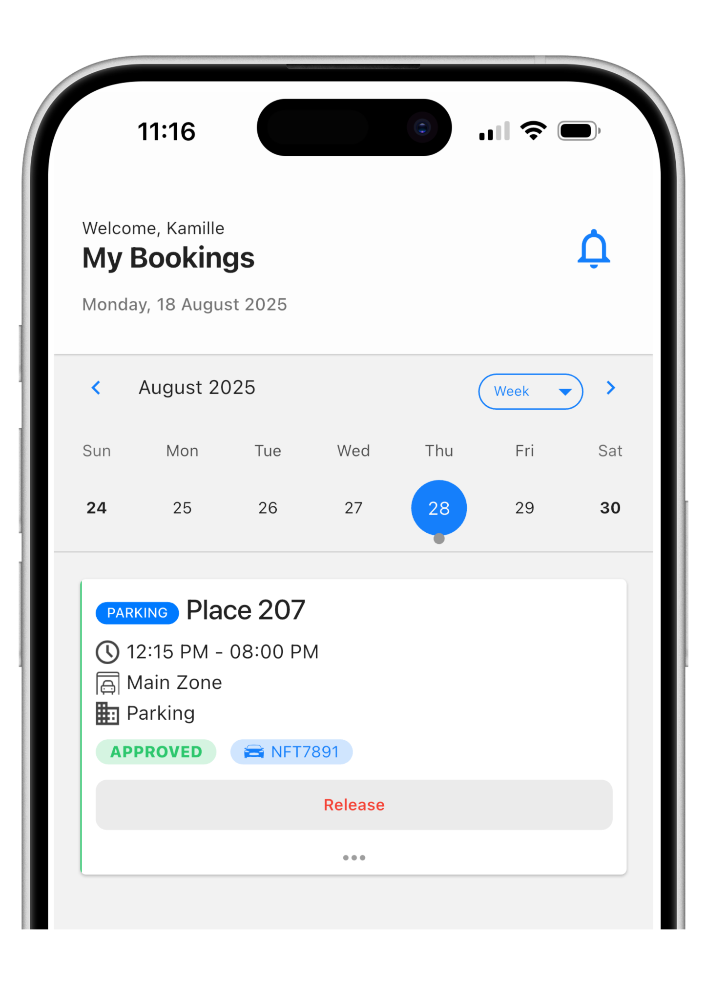 11:16
Welcome, Kamille
My Bookings
Monday, 18 August 2025
August 2025
Week
Sun Mon Tue Wed Thu Fri Sat
24 25 26 27 28 29 30
PARKING Place 207
12:15 PM - 08:00 PM
Main Zone
Parking
APPROVED NFT7891
Release